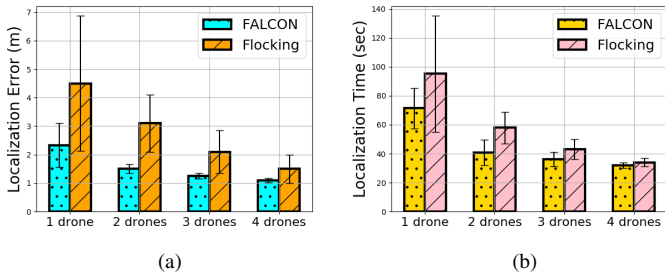 Localization Error (m)
7
6
5
4
3
2
1
0
FALCON
Flocking
1 drone
2 drones
3 drones
4 drones
(a)
Localization Time (sec)
140
120
100
80
60
40
20
0
FALCON
Flocking
1 drone
2 drones
3 drones
4 drones
(b)